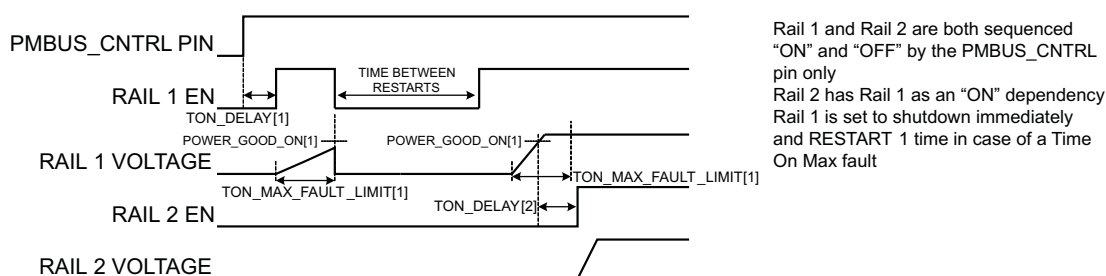 PMBUS_CNTRL PIN
RAIL 1 EN
TIME BETWEEN
RESTARTS
TON_DELAY[1]
POWER_GOOD_ON[1]
POWER_GOOD_ON[1]
RAIL 1 VOLTAGE
TON_MAX_FAULT_LIMIT[1]
TON_MAX_FAULT_LIMIT[1]
TON_DELAY[2]
RAIL 2 EN
RAIL 2 VOLTAGE
Rail 1 and Rail 2 are both sequenced
“ON” and “OFF” by the PMBUS_CNTRL
pin only
Rail 2 has Rail 1 as an “ON” dependency
Rail 1 is set to shutdown immediately
and RESTART 1 time in case of a Time
On Max fault